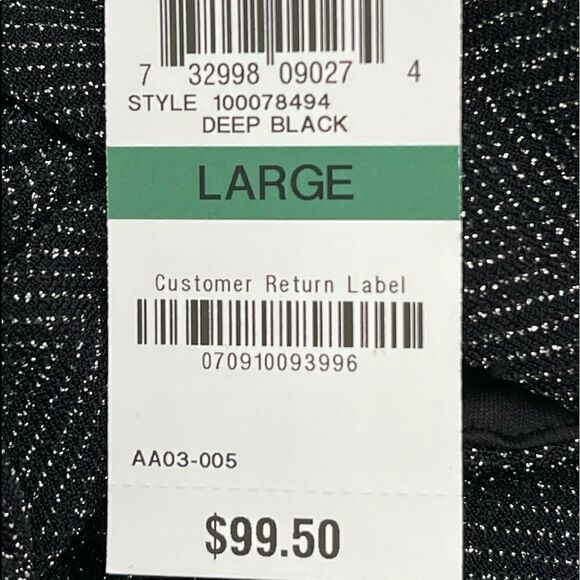 7 32998 09027 4
STYLE 100078494
DEEP BLACK
LARGE
Customer Return Label
070910093996
AA03-005
$99.50